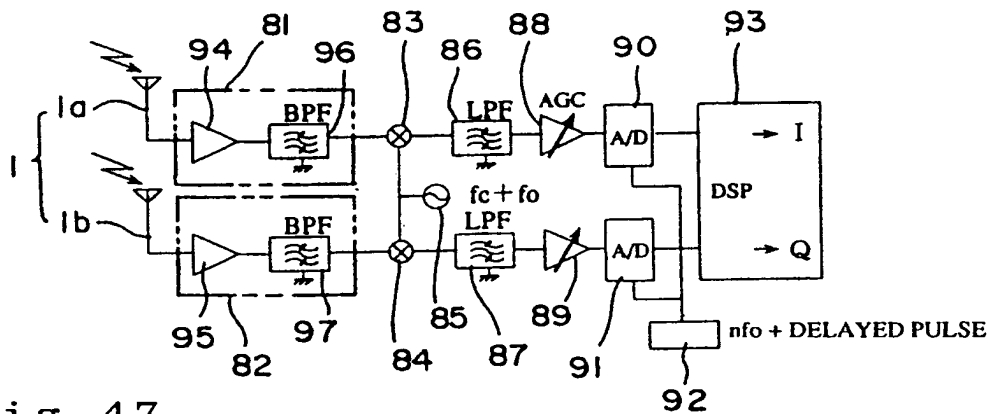 81
83
93
94
96
86
88
90
1a
BPF
LPF
AGC
A/D
I
1
fc + fo
DSP
1b
BPF
LPF
A/D
Q
95
97
85
89
91
nfo + DELAYED PULSE
82
84
87
92
Fig. 47